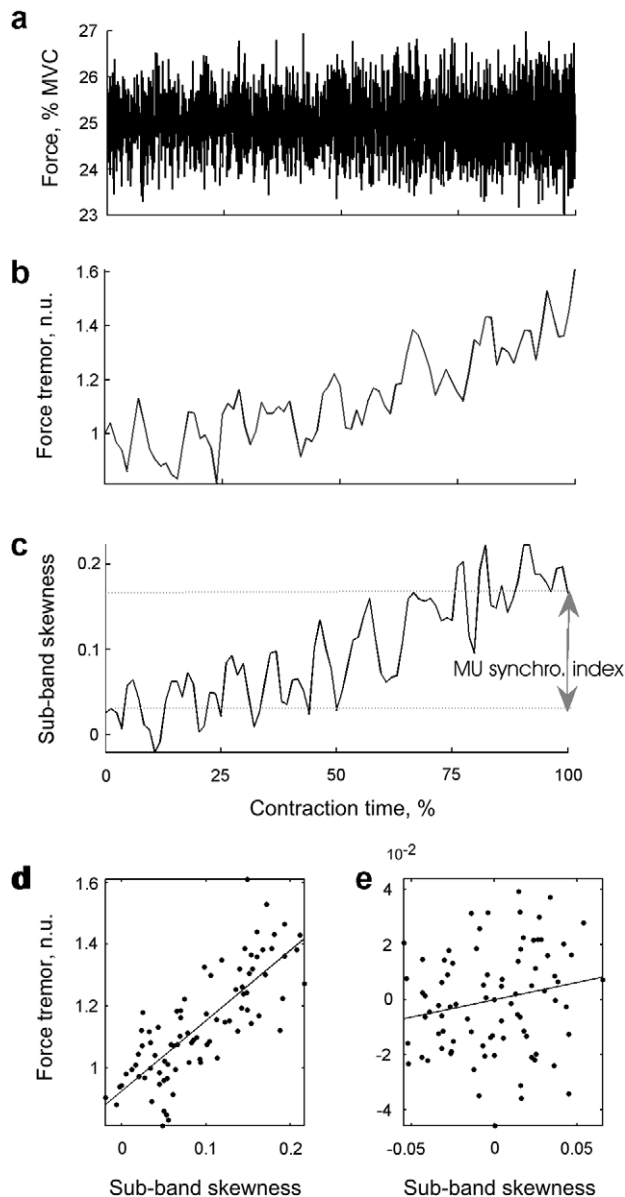 a
Force, % MVC
27
26
25
24
23
b
Force tremor, n.u.
1.6
1.4
1.2
1
c
Sub-band skewness
0.2
0.1
0
MU synchro. index
0 25 50 75 100
Contraction time, %
d
Force tremor, n.u.
1.6
1.4
1.2
1
0 0.1 0.2
Sub-band skewness
e
10-2
4
2
0
-2
-4
-0.05 0 0.05
Sub-band skewness